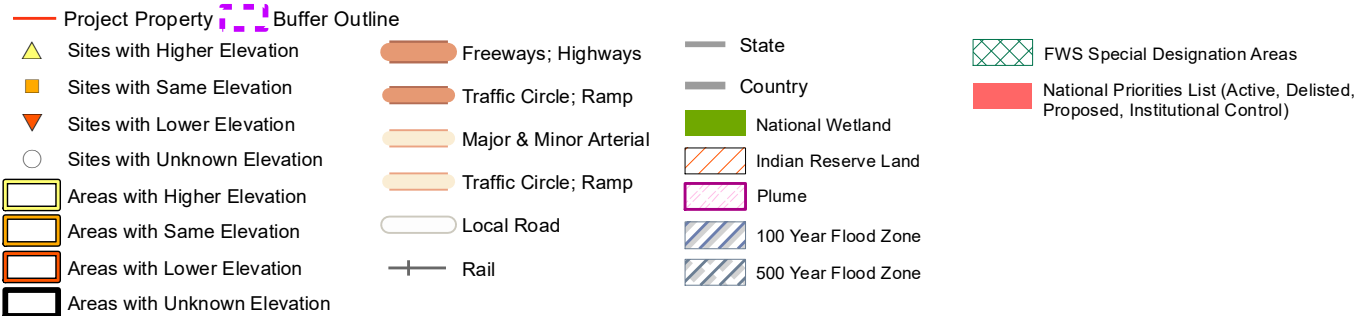 Project Property
Buffer Outline
Sites with Higher Elevation
Sites with Same Elevation
Sites with Lower Elevation
Sites with Unknown Elevation
Areas with Higher Elevation
Areas with Same Elevation
Areas with Lower Elevation
Areas with Unknown Elevation
Freeways; Highways
Traffic Circle; Ramp
Major & Minor Arterial
Traffic Circle; Ramp
Local Road
Rail
State
Country
National Wetland
Indian Reserve Land
Plume
100 Year Flood Zone
500 Year Flood Zone
FWS Special Designation Areas
National Priorities List (Active, Delisted,
Proposed, Institutional Control)